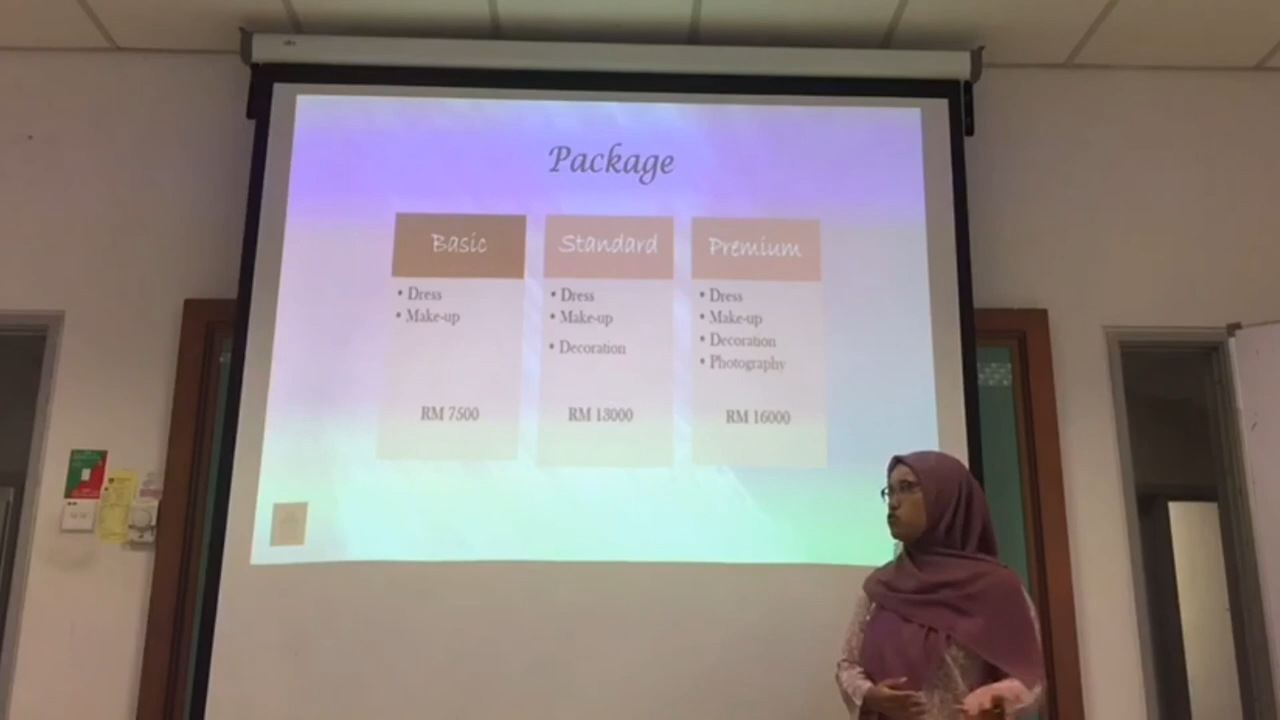 Package
Basic
• Dress
• Make-up
RM 7500
Standard
• Dress
• Make-up
• Decoration
RM 13000
Premium
• Dress
• Make-up
• Decoration
• Photography
RM 16000